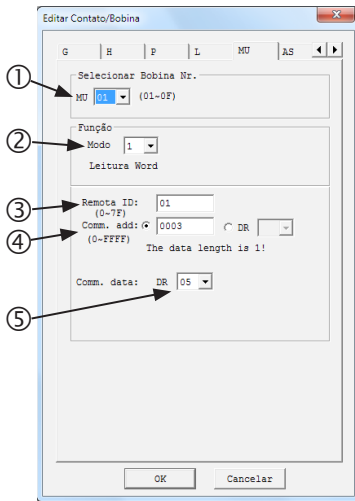 Editar Contato/Bobina
G H P L MU AS
Selecionar Bobina Nr.
① MU 01 (01~0F)
Função
② Modo 1
Leitura Word
③ Remota ID: 01
(0~7F)
④ Comm. add: 0003 DR
(0~FFFF)
The data length is 1!
Comm. data: DR 05
⑤
OK Cancelar